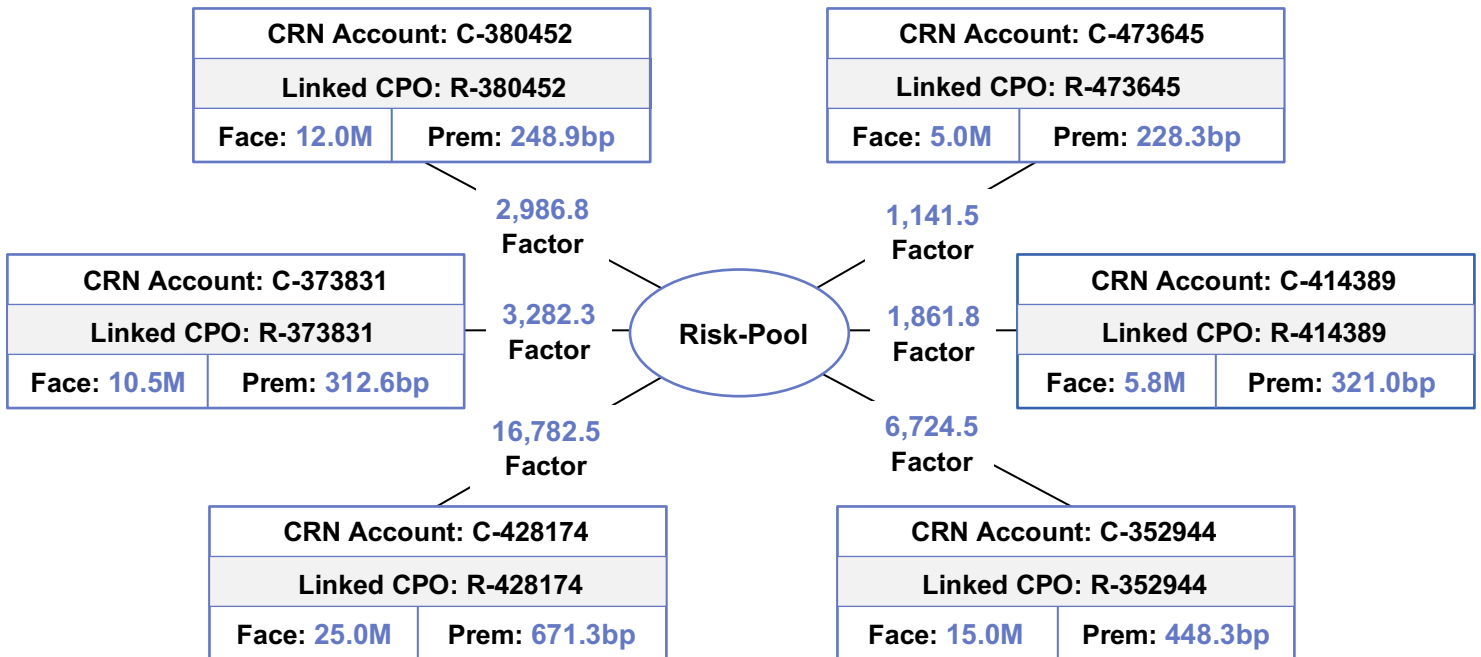 CRN Account: C-380452
Linked CPO: R-380452
Face: 12.0M Prem: 248.9bp
CRN Account: C-473645
Linked CPO: R-473645
Face: 5.0M Prem: 228.3bp
2,986.8
Factor
1,141.5
Factor
CRN Account: C-373831
Linked CPO: R-373831
Face: 10.5M Prem: 312.6bp
3,282.3
Factor
Risk-Pool
1,861.8
Factor
CRN Account: C-414389
Linked CPO: R-414389
Face: 5.8M Prem: 321.0bp
16,782.5
Factor
6,724.5
Factor
CRN Account: C-428174
Linked CPO: R-428174
Face: 25.0M Prem: 671.3bp
CRN Account: C-352944
Linked CPO: R-352944
Face: 15.0M Prem: 448.3bp